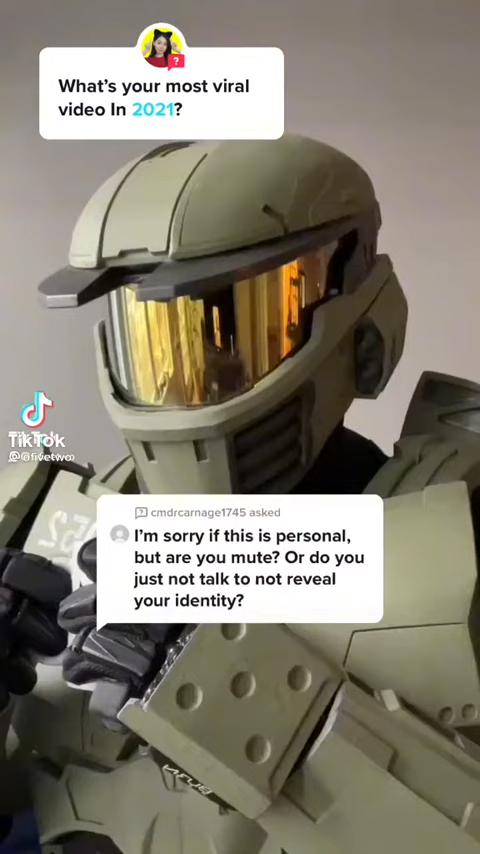 What's your most viral
video In 2021?
TikTok
@fivetwo
cmdrcarnage1745 asked
I'm sorry if this is personal,
but are you mute? Or do you
just not talk to not reveal
your identity?